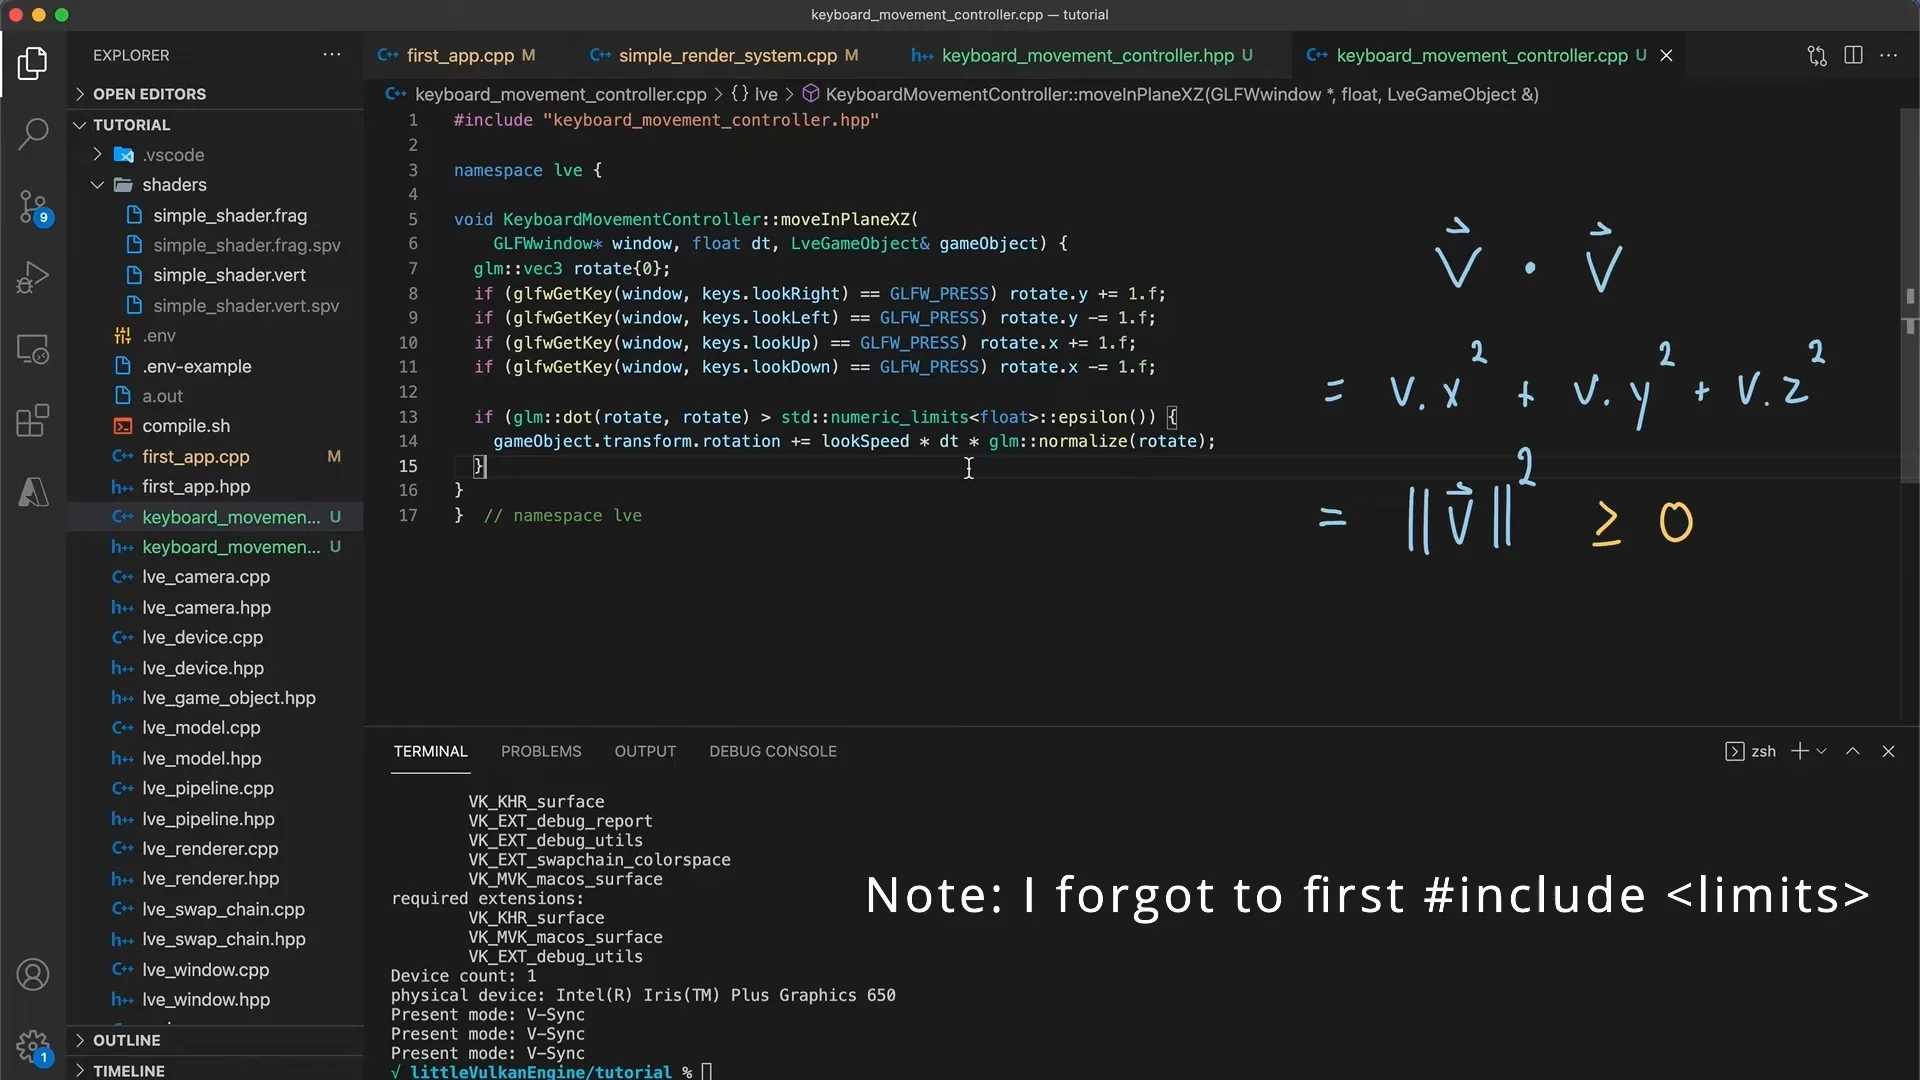 keyboard_movement_controller.cpp — tutorial
EXPLORER
OPEN EDITORS
TUTORIAL
.vscode
shaders
simple_shader.frag
simple_shader.frag.spv
simple_shader.vert
simple_shader.vert.spv
.env
.env-example
a.out
compile.sh
first_app.cpp M
first_app.hpp
keyboard_movemen... U
keyboard_movemen... U
lve_camera.cpp
lve_camera.hpp
lve_device.cpp
lve_device.hpp
lve_game_object.hpp
lve_model.cpp
lve_model.hpp
lve_pipeline.cpp
lve_pipeline.hpp
lve_renderer.cpp
lve_renderer.hpp
lve_swap_chain.cpp
lve_swap_chain.hpp
lve_window.cpp
lve_window.hpp
OUTLINE
TIMELINE
9
1
first_app.cpp M simple_render_system.cpp M keyboard_movement_controller.hpp U keyboard_movement_controller.cpp U
keyboard_movement_controller.cpp > {} lve > KeyboardMovementController::moveInPlaneXZ(GLFWwindow *, float, LveGameObject &)
1 #include "keyboard_movement_controller.hpp"
2
3 namespace lve {
4
5 void KeyboardMovementController::moveInPlaneXZ(
6 GLFWwindow* window, float dt, LveGameObject& gameObject) {
7 glm::vec3 rotate{0};
8 if (glfwGetKey(window, keys.lookRight) == GLFW_PRESS) rotate.y += 1.f;
9 if (glfwGetKey(window, keys.lookLeft) == GLFW_PRESS) rotate.y -= 1.f;
10 if (glfwGetKey(window, keys.lookUp) == GLFW_PRESS) rotate.x += 1.f;
11 if (glfwGetKey(window, keys.lookDown) == GLFW_PRESS) rotate.x -= 1.f;
12
13 if (glm::dot(rotate, rotate) > std::numeric_limits<float>::epsilon()) {
14 gameObject.transform.rotation += lookSpeed * dt * glm::normalize(rotate);
15 }
16 }
17 } // namespace lve
v⃗ · v⃗
= v.x² + v.y² + v.z²
= ||v⃗||² ≥ 0
TERMINAL PROBLEMS OUTPUT DEBUG CONSOLE
zsh
VK_KHR_surface
VK_EXT_debug_report
VK_EXT_debug_utils
VK_EXT_swapchain_colorspace
VK_MVK_macos_surface
required extensions:
VK_KHR_surface
VK_MVK_macos_surface
VK_EXT_debug_utils
Device count: 1
physical device: Intel(R) Iris(TM) Plus Graphics 650
Present mode: V-Sync
Present mode: V-Sync
Present mode: V-Sync
√ littleVulkanEngine/tutorial %
Note: I forgot to first #include <limits>